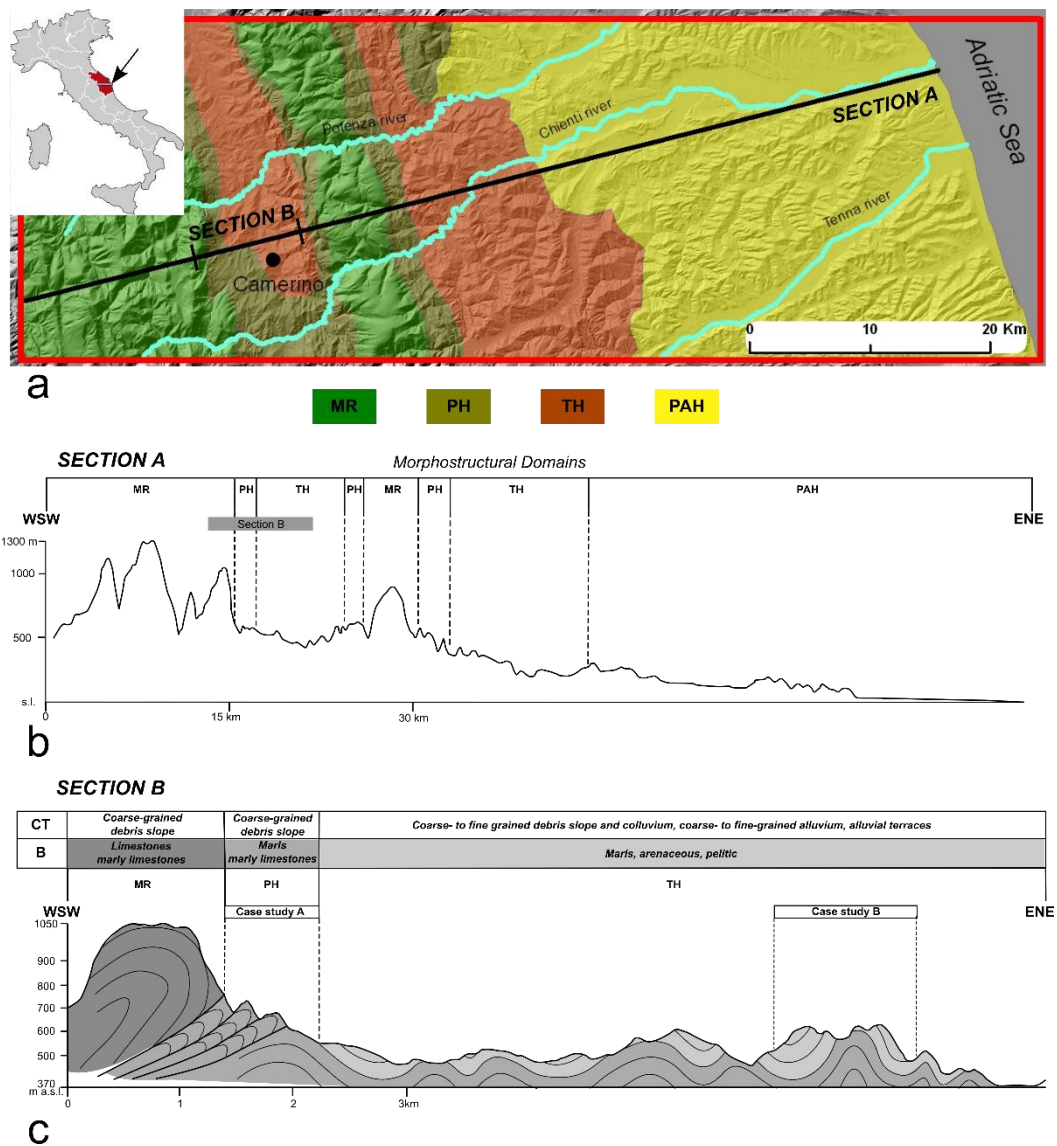 Adriatic Sea
Potenza river
Chienti river
SECTION A
SECTION B
Tenna river
Camerino
0 10 20 Km
a
MR PH TH PAH
SECTION A
Morphostructural Domains
MR PH TH PH MR PH TH PAH
WSW ENE
Section B
1300 m
1000
500
s.l.
0 15 km 30 km
b
SECTION B
CT
Coarse-grained
debris slope
Coarse-grained
debris slope
Coarse- to fine grained debris slope and colluvium, coarse- to fine-grained alluvium, alluvial terraces
B
Limestones
marly limestones
Marls
marly limestones
Marls, arenaceous, pelitic
MR PH TH
WSW Case study A Case study B ENE
1050
900
800
700
600
500
370
m a.s.l.
0 1 2 3km
c